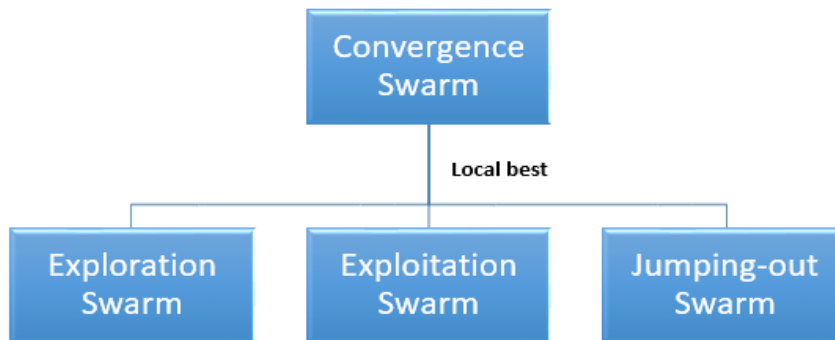 Convergence
Swarm
Local best
Exploration
Swarm
Exploitation
Swarm
Jumping-out
Swarm